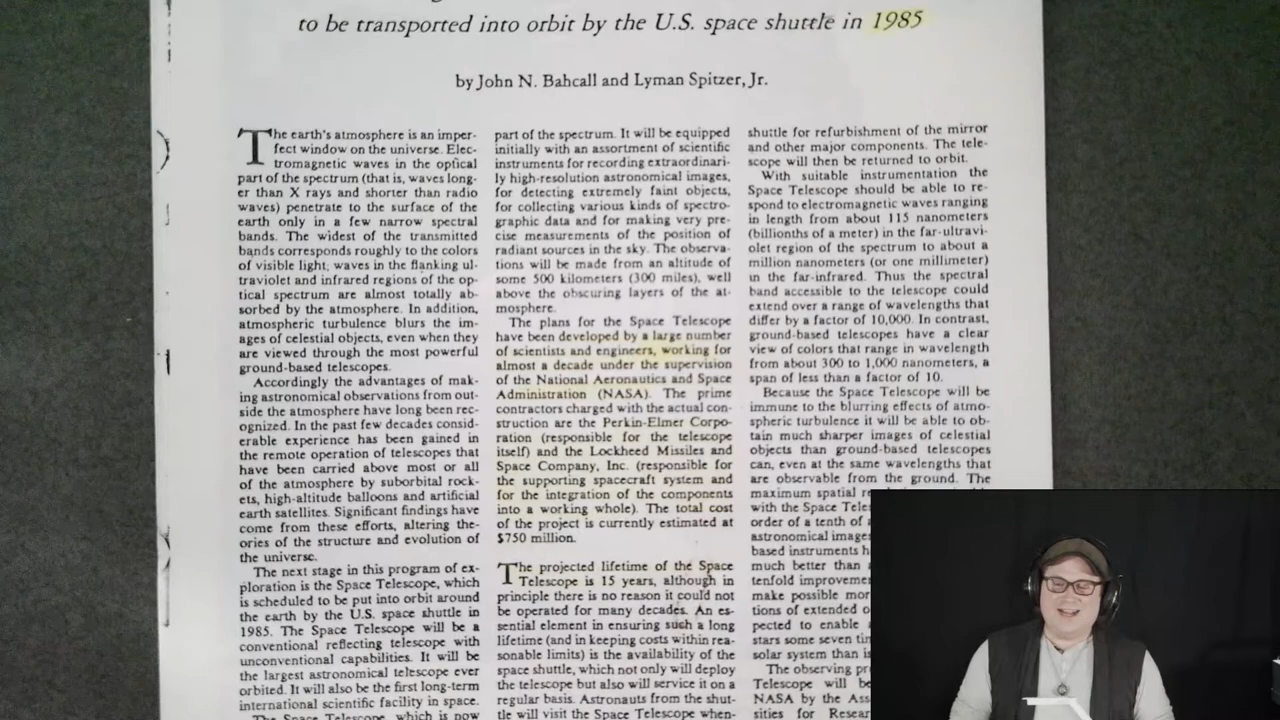 to be transported into orbit by the U.S. space shuttle in 1985
by John N. Bahcall and Lyman Spitzer, Jr.
The earth's atmosphere is an imper-
fect window on the universe. Elec-
tromagnetic waves in the optical
part of the spectrum (that is, waves long-
er than X rays and shorter than radio
waves) penetrate to the surface of the
earth only in a few narrow spectral
bands. The widest of the transmitted
bands corresponds roughly to the colors
of visible light; waves in the flanking ul-
traviolet and infrared regions of the op-
tical spectrum are almost totally ab-
sorbed by the atmosphere. In addition,
atmospheric turbulence blurs the im-
ages of celestial objects, even when they
are viewed through the most powerful
ground-based telescopes.
Accordingly the advantages of mak-
ing astronomical observations from out-
side the atmosphere have long been rec-
ognized. In the past few decades consid-
erable experience has been gained in
the remote operation of telescopes that
have been carried above most or all
of the atmosphere by suborbital rock-
ets, high-altitude balloons and artificial
earth satellites. Significant findings have
come from these efforts, altering the-
ories of the structure and evolution of
the universe.
The next stage in this program of ex-
ploration is the Space Telescope, which
is scheduled to be put into orbit around
the earth by the U.S. space shuttle in
1985. The Space Telescope will be a
conventional reflecting telescope with
unconventional capabilities. It will be
the largest astronomical telescope ever
orbited. It will also be the first long-term
international scientific facility in space.
The Space Telescope, which is now
part of the spectrum. It will be equipped
initially with an assortment of scientific
instruments for recording extraordinari-
ly high-resolution astronomical images,
for detecting extremely faint objects,
for collecting various kinds of spectro-
graphic data and for making very pre-
cise measurements of the position of
radiant sources in the sky. The observa-
tions will be made from an altitude of
some 500 kilometers (300 miles), well
above the obscuring layers of the at-
mosphere.
The plans for the Space Telescope
have been developed by a large number
of scientists and engineers, working for
almost a decade under the supervision
of the National Aeronautics and Space
Administration (NASA). The prime
contractors charged with the actual con-
struction are the Perkin-Elmer Corpo-
ration (responsible for the telescope
itself) and the Lockheed Missiles and
Space Company, Inc. (responsible for
the supporting spacecraft system and
for the integration of the components
into a working whole). The total cost
of the project is currently estimated at
$750 million.
The projected lifetime of the Space
Telescope is 15 years, although in
principle there is no reason it could not
be operated for many decades. An es-
sential element in ensuring such a long
lifetime (and in keeping costs within rea-
sonable limits) is the availability of the
space shuttle, which not only will deploy
the telescope but also will service it on a
regular basis. Astronauts from the shut-
tle will visit the Space Telescope when-
shuttle for refurbishment of the mirror
and other major components. The tele-
scope will then be returned to orbit.
With suitable instrumentation the
Space Telescope should be able to re-
spond to electromagnetic waves ranging
in length from about 115 nanometers
(billionths of a meter) in the far-ultravi-
olet region of the spectrum to about a
million nanometers (or one millimeter)
in the far-infrared. Thus the spectral
band accessible to the telescope could
extend over a range of wavelengths that
differ by a factor of 10,000. In contrast,
ground-based telescopes have a clear
view of colors that range in wavelength
from about 300 to 1,000 nanometers, a
span of less than a factor of 10.
Because the Space Telescope will be
immune to the blurring effects of atmo-
spheric turbulence it will be able to ob-
tain much sharper images of celestial
objects than ground-based telescopes
can, even at the same wavelengths that
are observable from the ground. The
maximum spatial
with the Space
order of a tenth of
astronomical
based instruments
much better than
tenfold
make possible
tions of extended
pected to enable
stars some seven
solar system than
The observing
Telescope will
NASA by the
sities for